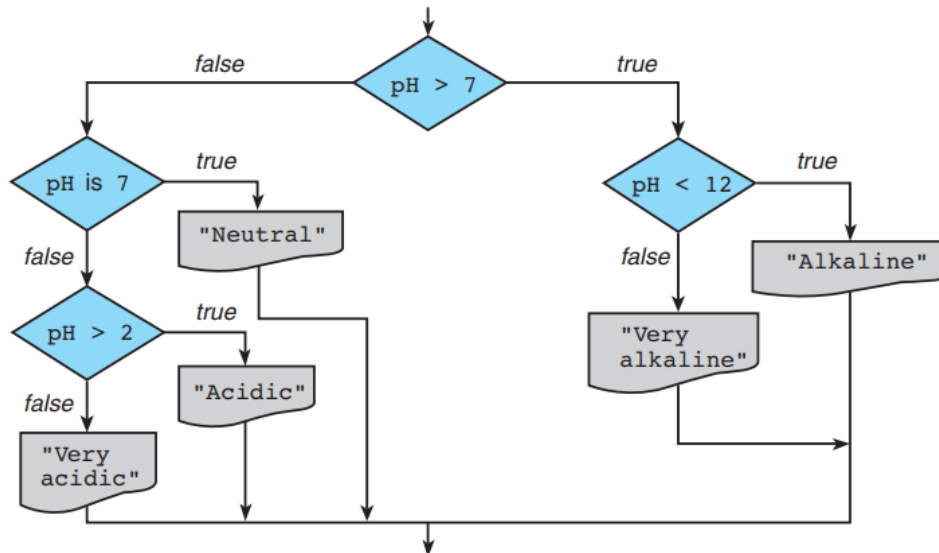 false
true
pH > 7
true
true
pH is 7
pH < 12
"Neutral"
false
false
"Alkaline"
true
pH > 2
"Very
alkaline"
"Acidic"
false
"Very
acidic"